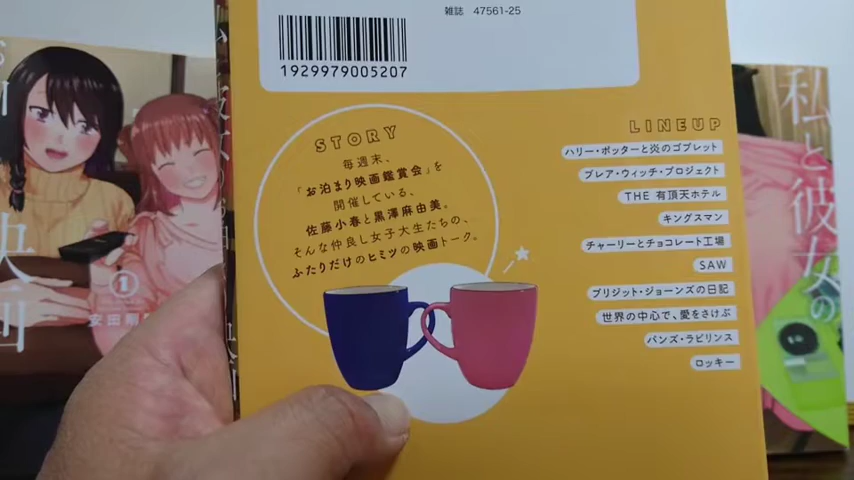 雑誌 47561-25
1929979005207
STORY
毎週末、
「お泊まり映画鑑賞会」を
開催している、
佐藤小春と黒澤麻由美。
そんな仲良し女子大生たちの、
ふたりだけのヒミツの映画トーク。
LINEUP
ハリー・ポッターと炎のゴブレット
ブレア・ウィッチ・プロジェクト
THE 有頂天ホテル
キングスマン
チャーリーとチョコレート工場
SAW
ブリジット・ジョーンズの日記
世界の中心で、愛をさけぶ
パンズ・ラビリンス
ロッキー
映画
①
安田剛
私と彼女の